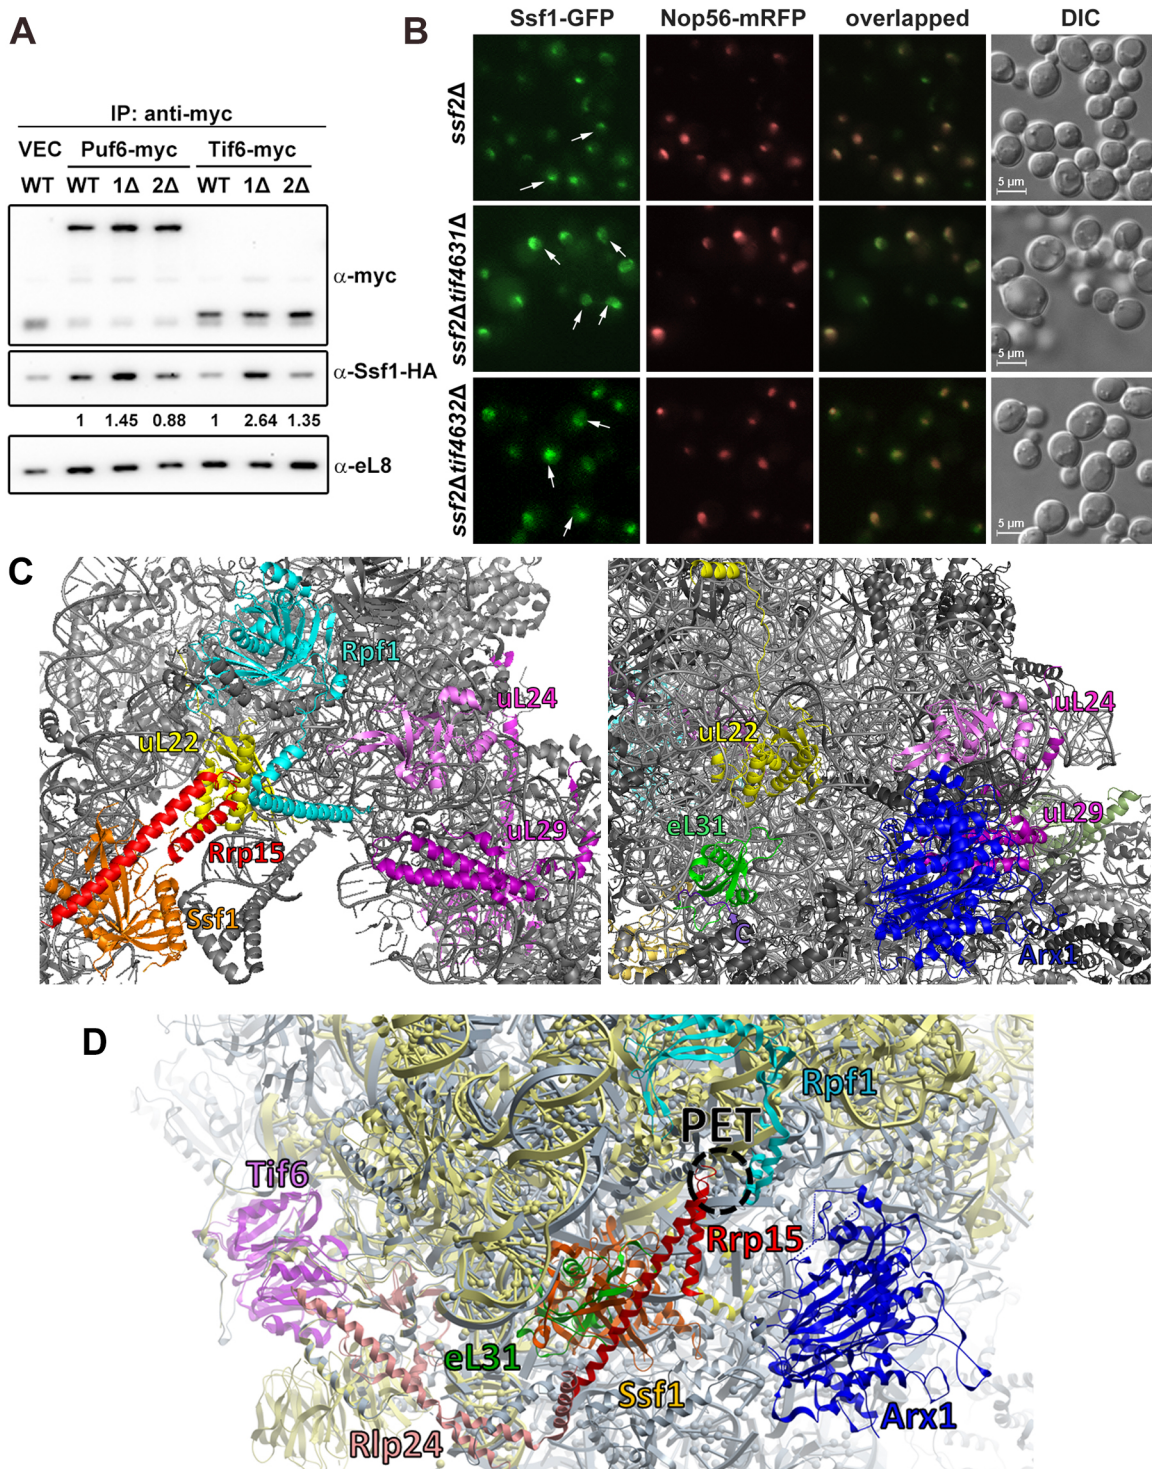 A
IP: anti-myc
VEC Puf6-myc Tif6-myc
WT WT 1Δ 2Δ WT 1Δ 2Δ
α-myc
α-Ssf1-HA
1 1.45 0.88 1 2.64 1.35
α-eL8
B
Ssf1-GFP Nop56-mRFP overlapped DIC
ssf2Δ
5 µm
ssf2Δtif4631Δ
5 µm
ssf2Δtif4632Δ
5 µm
C
Rpf1
uL24
uL22
uL29
Rrp15
Ssf1
uL24
uL22
eL31
uL29
C
Arx1
D
Rpf1
PET
Tif6
Rrp15
eL31
Ssf1
Arx1
Rlp24